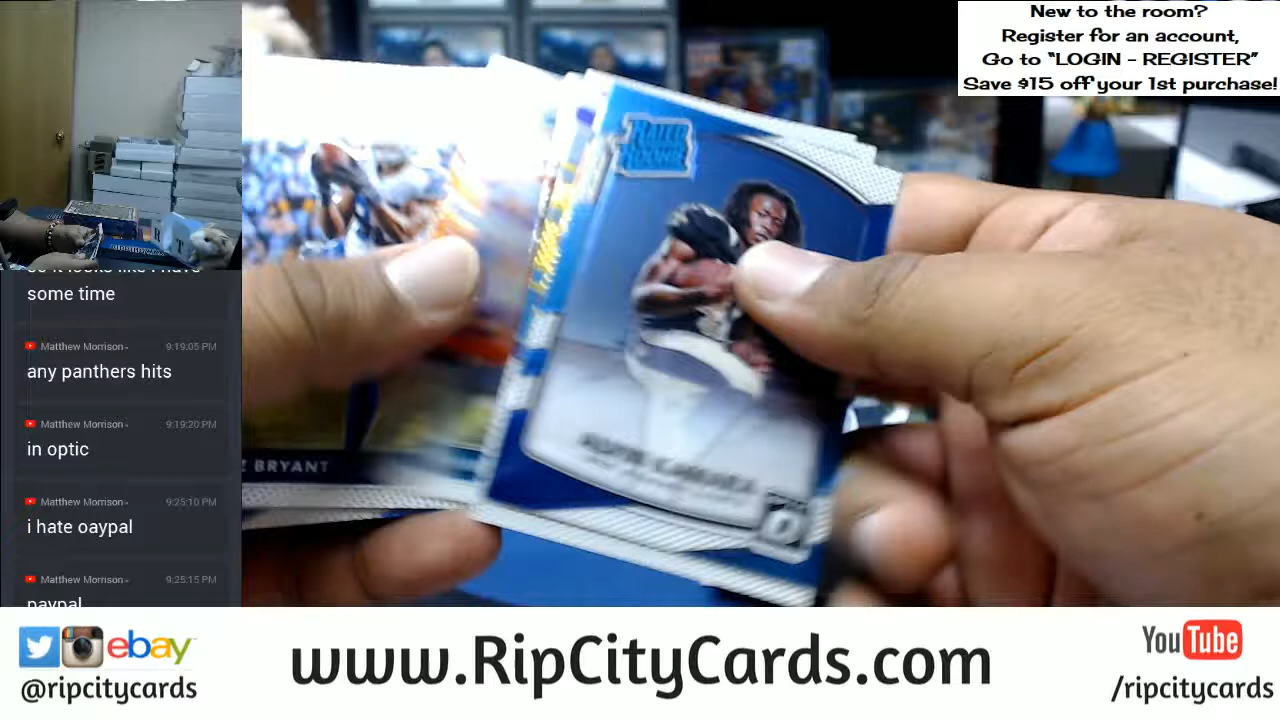 New to the room?
Register for an account,
Go to “LOGIN - REGISTER”
Save $15 off your 1st purchase!
some time
Matthew Morrison
9:19:05 PM
any panthers hits
Matthew Morrison
9:19:20 PM
in optic
Matthew Morrison
9:25:10 PM
i hate oaypal
Matthew Morrison
9:25:15 PM
paypal
RATED
ROOKIE
Z BRYANT
ebay
@ripcitycards
www.RipCityCards.com
YouTube
/ripcitycards